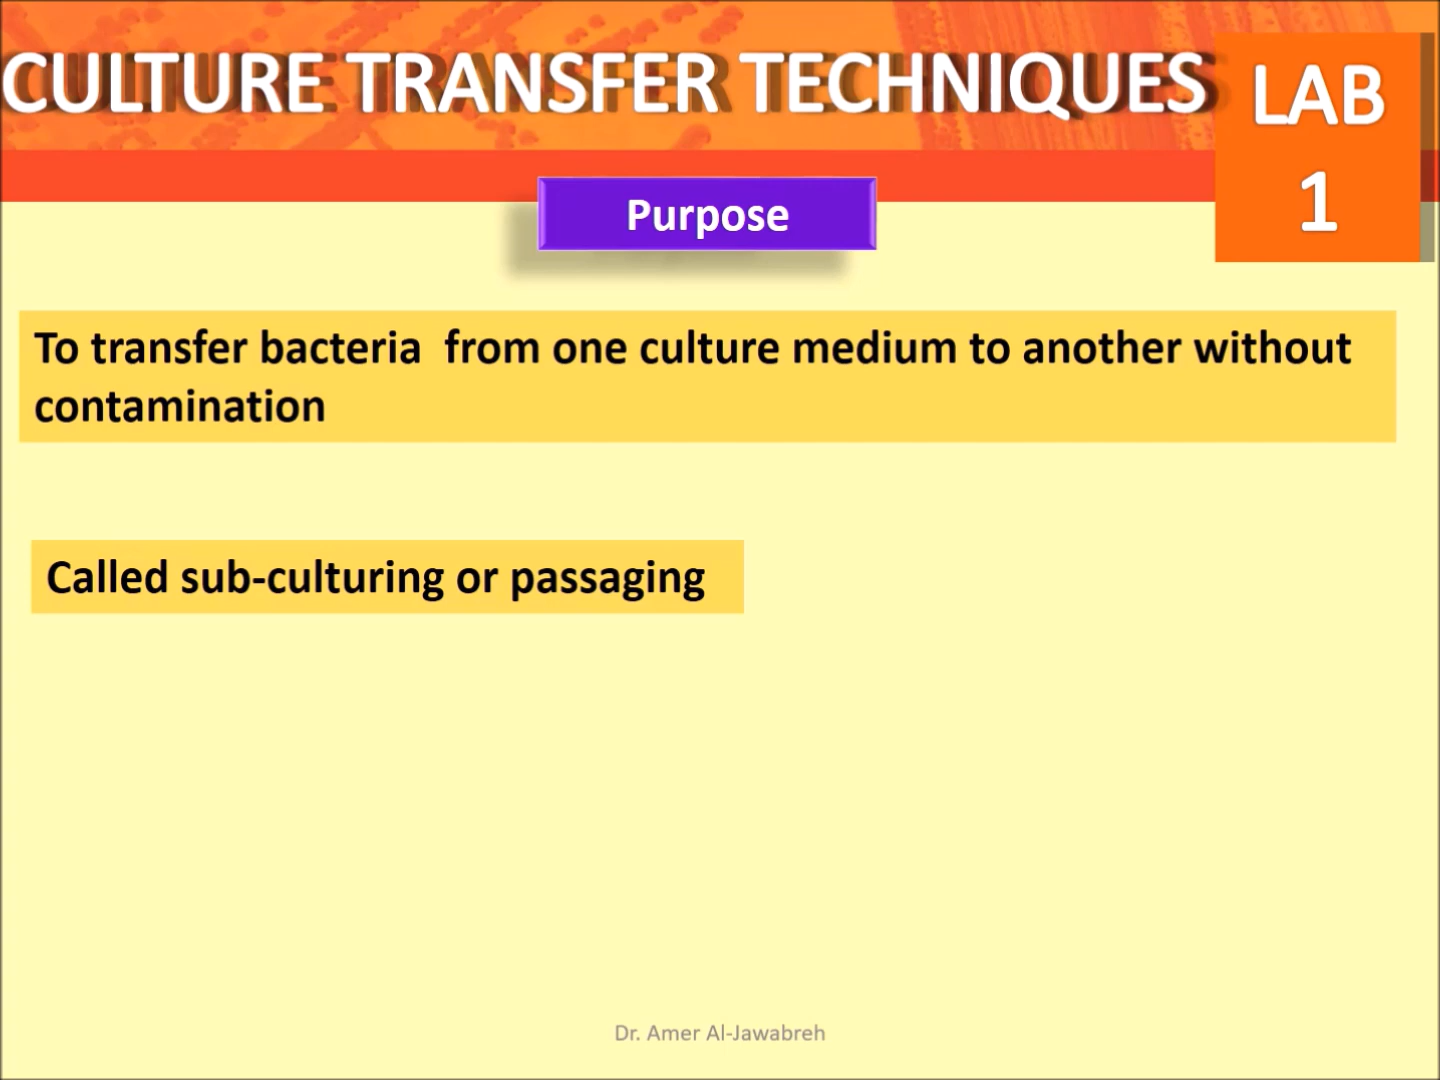 CULTURE TRANSFER TECHNIQUES
LAB
1
Purpose
To transfer bacteria  from one culture medium to another without
contamination
Called sub-culturing or passaging
Dr. Amer Al-Jawabreh